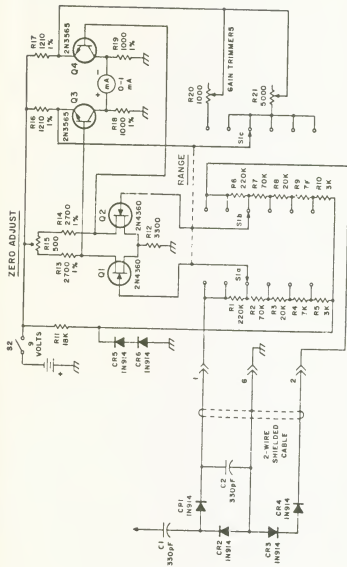 ZERO ADJUST
S2
9
VOLTS
+
R11
18K
CR5
1N914
CR6
1N914
R15
500
R13
2700
1%
R14
2700
1%
Q1
2N4360
Q2
2N4360
R12
3300
R16
1210
1%
R17
1210
1%
Q3
2N3565
Q4
2N3565
R18
1000
1%
R19
1000
1%
-
mA
+
0-1
mA
RANGE
S1a
R1
220K
R2
70K
R3
20K
R4
7K
R5
3K
S1b
R6
220K
R7
70K
R8
20K
R9
R10
3K
S1c
R20
1000
R21
5000
GAIN TRIMMERS
1
6
2
2-WIRE
SHIELDED
CABLE
C1
330pF
C2
330pF
CR1
1N914
CR2
1N914
CR3
1N914
CR4
1N914